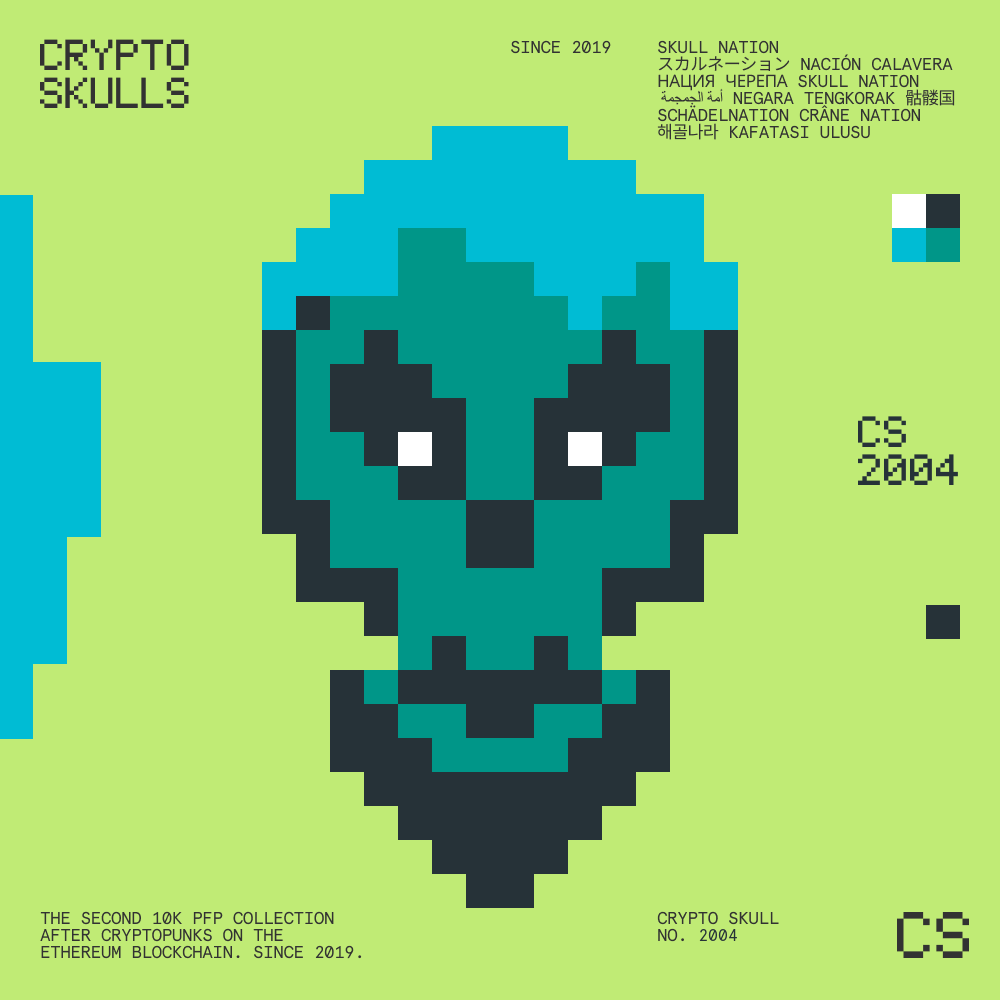 CRYPTO
SKULLS
SINCE 2019
SKULL NATION
スカルネーション NACIÓN CALAVERA
НАЦИЯ ЧЕРЕПА SKULL NATION
أمة الجمجمة NEGARA TENGKORAK 骷髅国
SCHÄDELNATION CRÂNE NATION
해골나라 KAFATASI ULUSU
CS
2004
THE SECOND 10K PFP COLLECTION
AFTER CRYPTOPUNKS ON THE
ETHEREUM BLOCKCHAIN. SINCE 2019.
CRYPTO SKULL
NO. 2004
CS